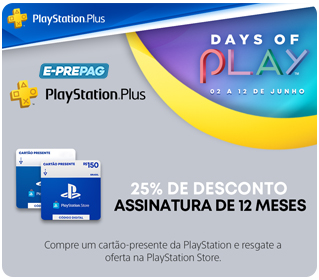 PlayStation.Plus
DAYS OF
PLAY
02 A 12 DE JUNHO
E-PREPAG
PlayStation.Plus
CARTÃO PRESENTE
CARTÃO PRESENTE
R$150
PlayStation Store
CÓDIGO DIGITAL
25% DE DESCONTO
ASSINATURA DE 12 MESES
Compre um cartão-presente da PlayStation e resgate a
oferta na PlayStation Store.